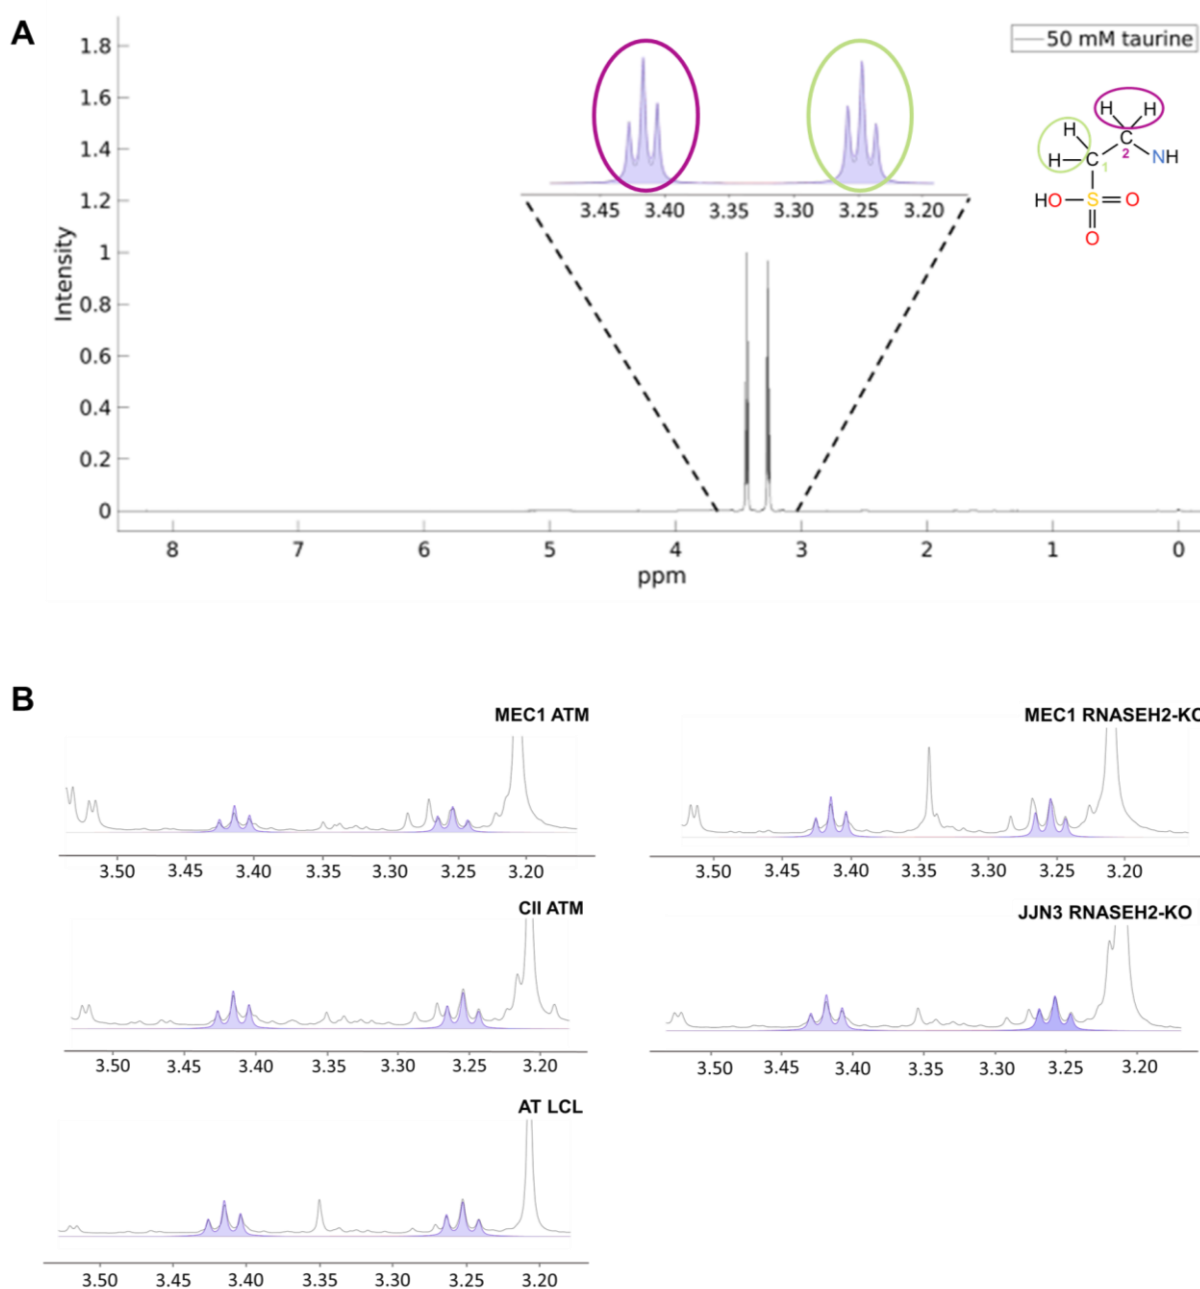 A
50 mM taurine
1.8
1.6
1.4
1.2
1
0.8
0.6
0.4
0.2
0
Intensity
3.45 3.40 3.35 3.30 3.25 3.20
H H
H C
H C 2 NH
1
HO S O
O
8 7 6 5 4 3 2 1 0
ppm
B
MEC1 ATM
3.50 3.45 3.40 3.35 3.30 3.25 3.20
MEC1 RNASEH2-KO
3.50 3.45 3.40 3.35 3.30 3.25 3.20
CII ATM
3.50 3.45 3.40 3.35 3.30 3.25 3.20
JJN3 RNASEH2-KO
3.50 3.45 3.40 3.35 3.30 3.25 3.20
AT LCL
3.50 3.45 3.40 3.35 3.30 3.25 3.20